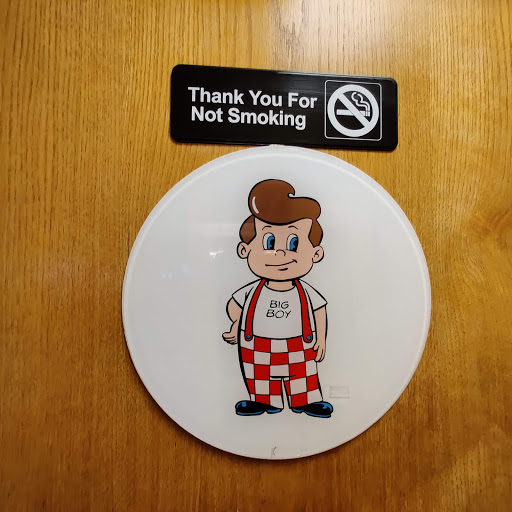 Thank You For
Not Smoking
BIG
BOY